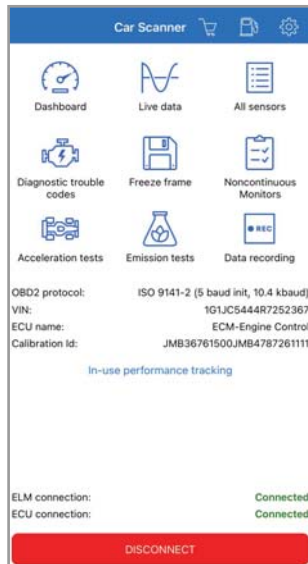 Car Scanner
Dashboard
Live data
All sensors
Diagnostic trouble
codes
Freeze frame
Noncontinuous
Monitors
Acceleration tests
Emission tests
REC
Data recording
OBD2 protocol: ISO 9141-2 (5 baud init, 10.4 kbaud)
VIN: 1G1JC5444R7252367
ECU name: ECM-Engine Control
Calibration Id: JMB36761500JMB4787261111
In-use performance tracking
ELM connection: Connected
ECU connection: Connected
DISCONNECT